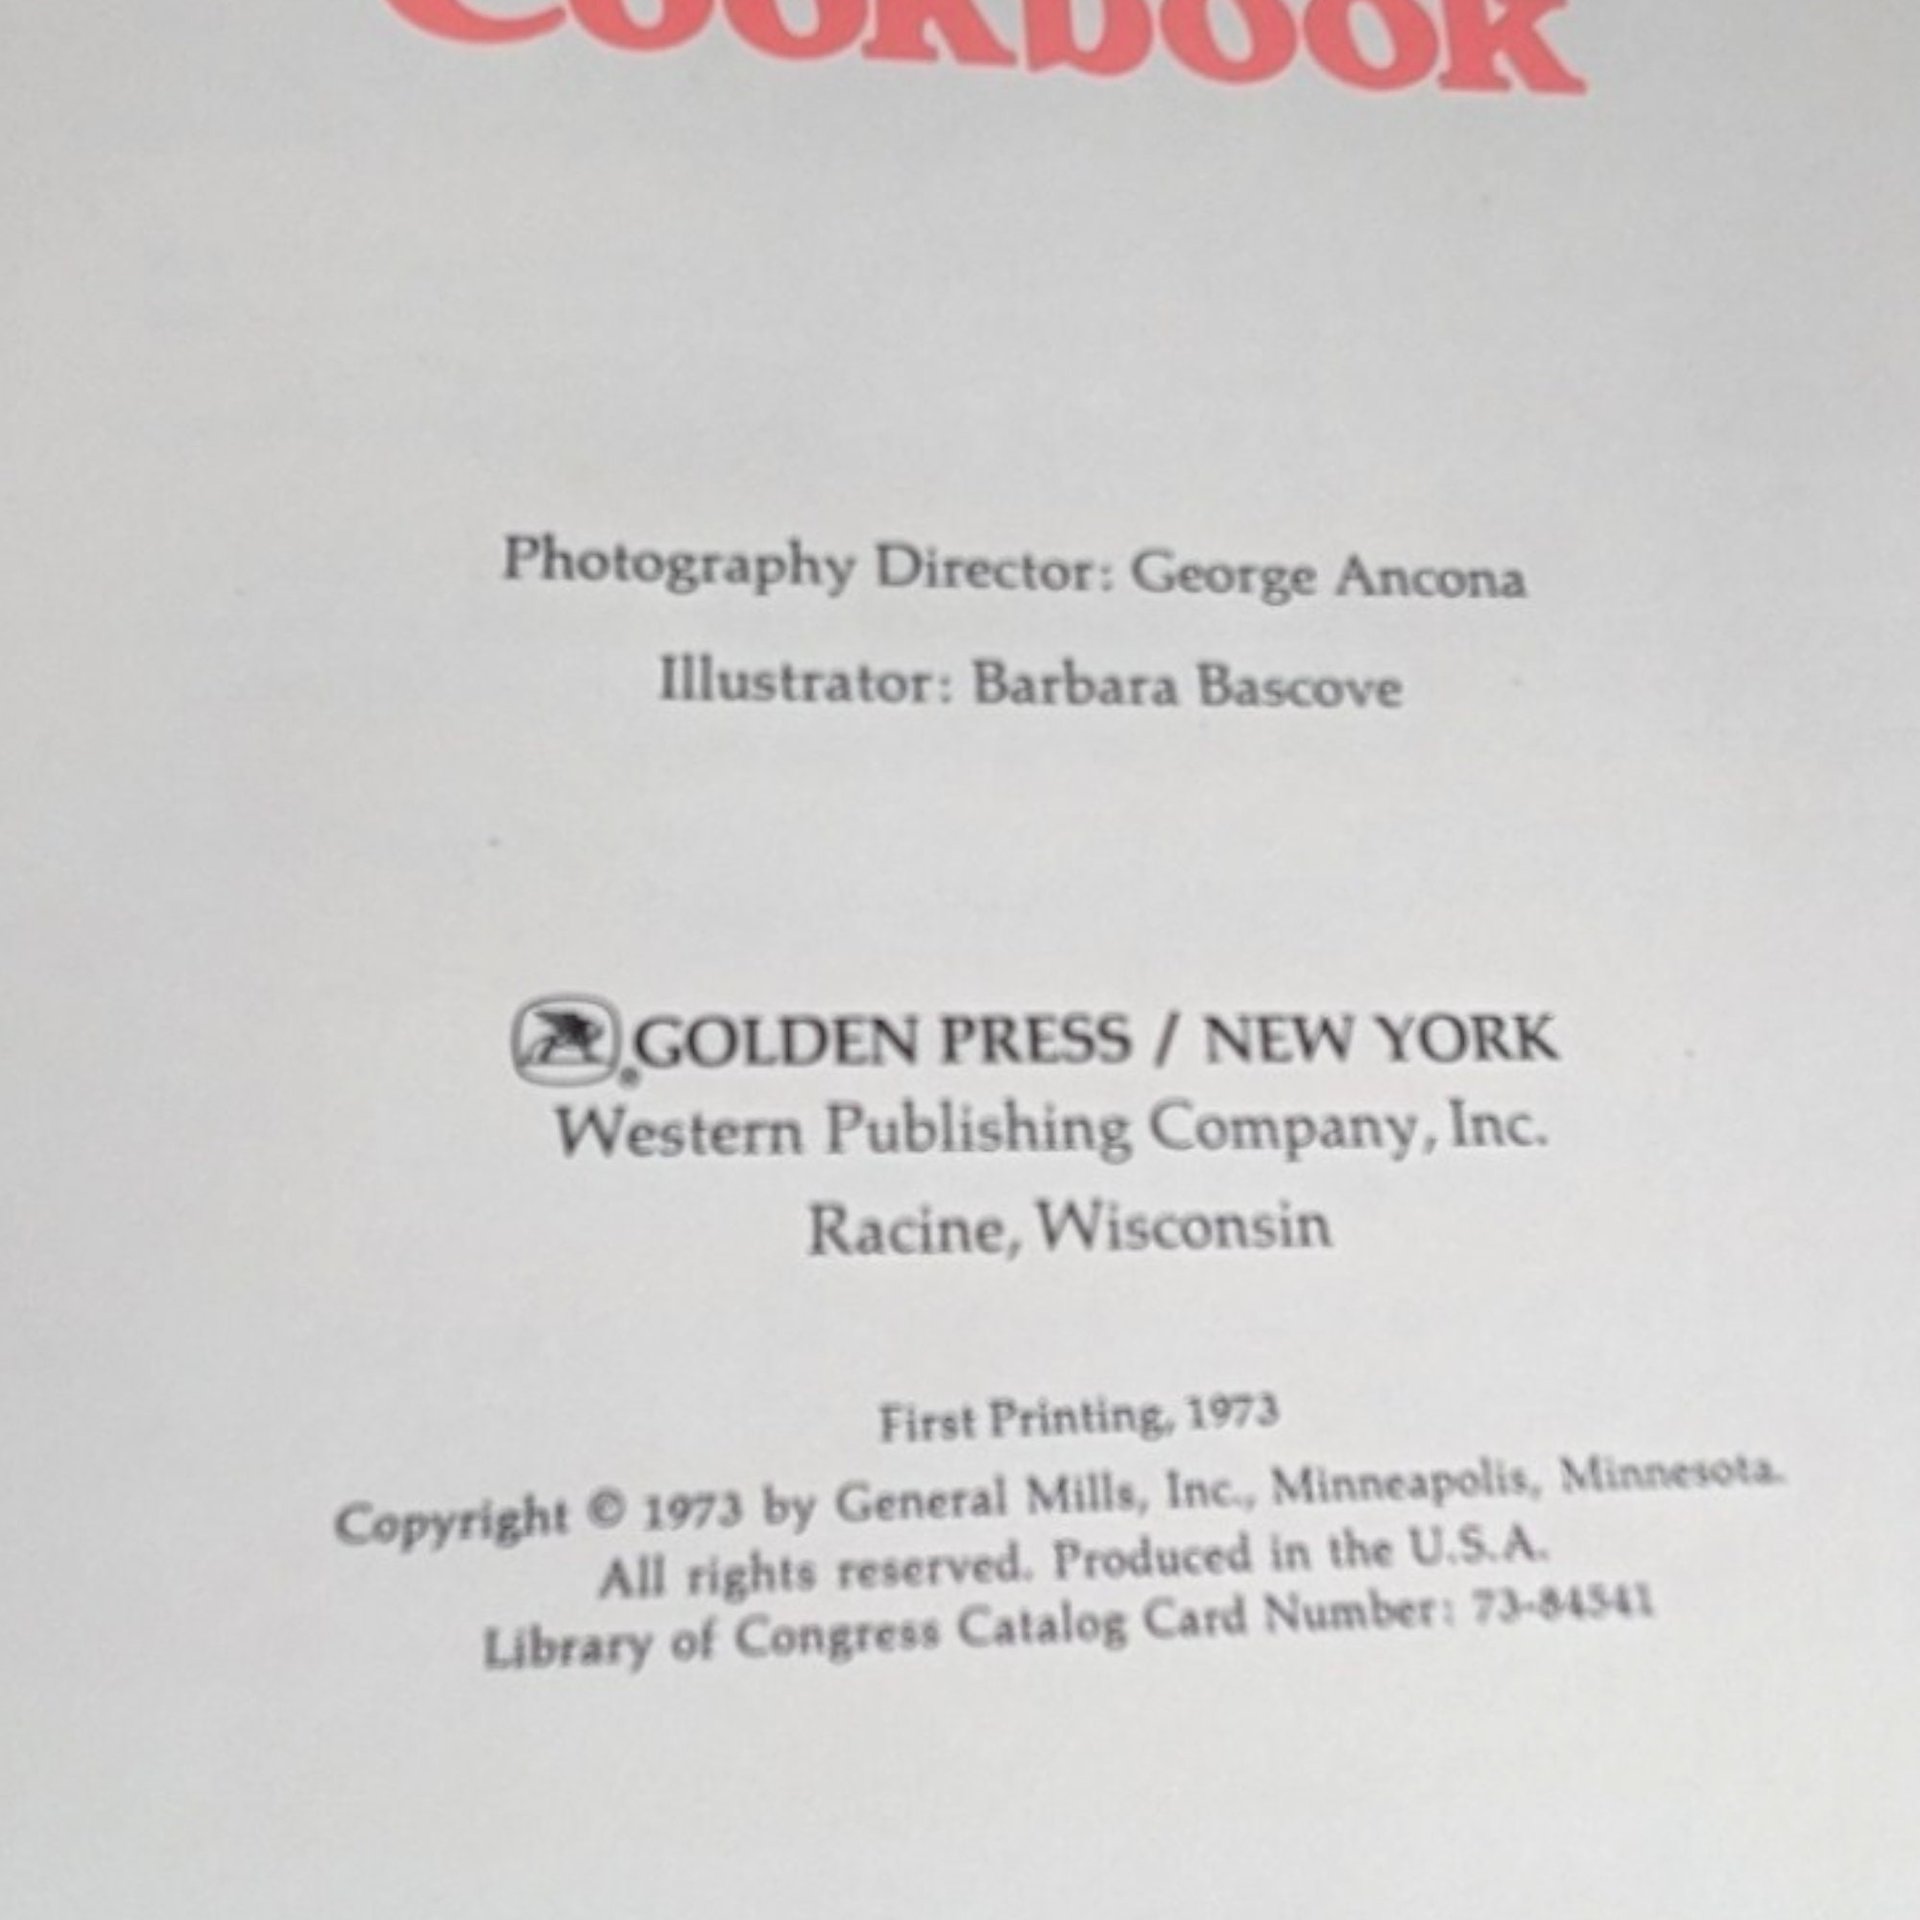 Cookbook
Photography Director: George Ancona
Illustrator: Barbara Bascove
GOLDEN PRESS / NEW YORK
Western Publishing Company, Inc.
Racine, Wisconsin
First Printing, 1973
Copyright © 1973 by General Mills, Inc., Minneapolis, Minnesota.
All rights reserved. Produced in the U.S.A.
Library of Congress Catalog Card Number: 73-84541